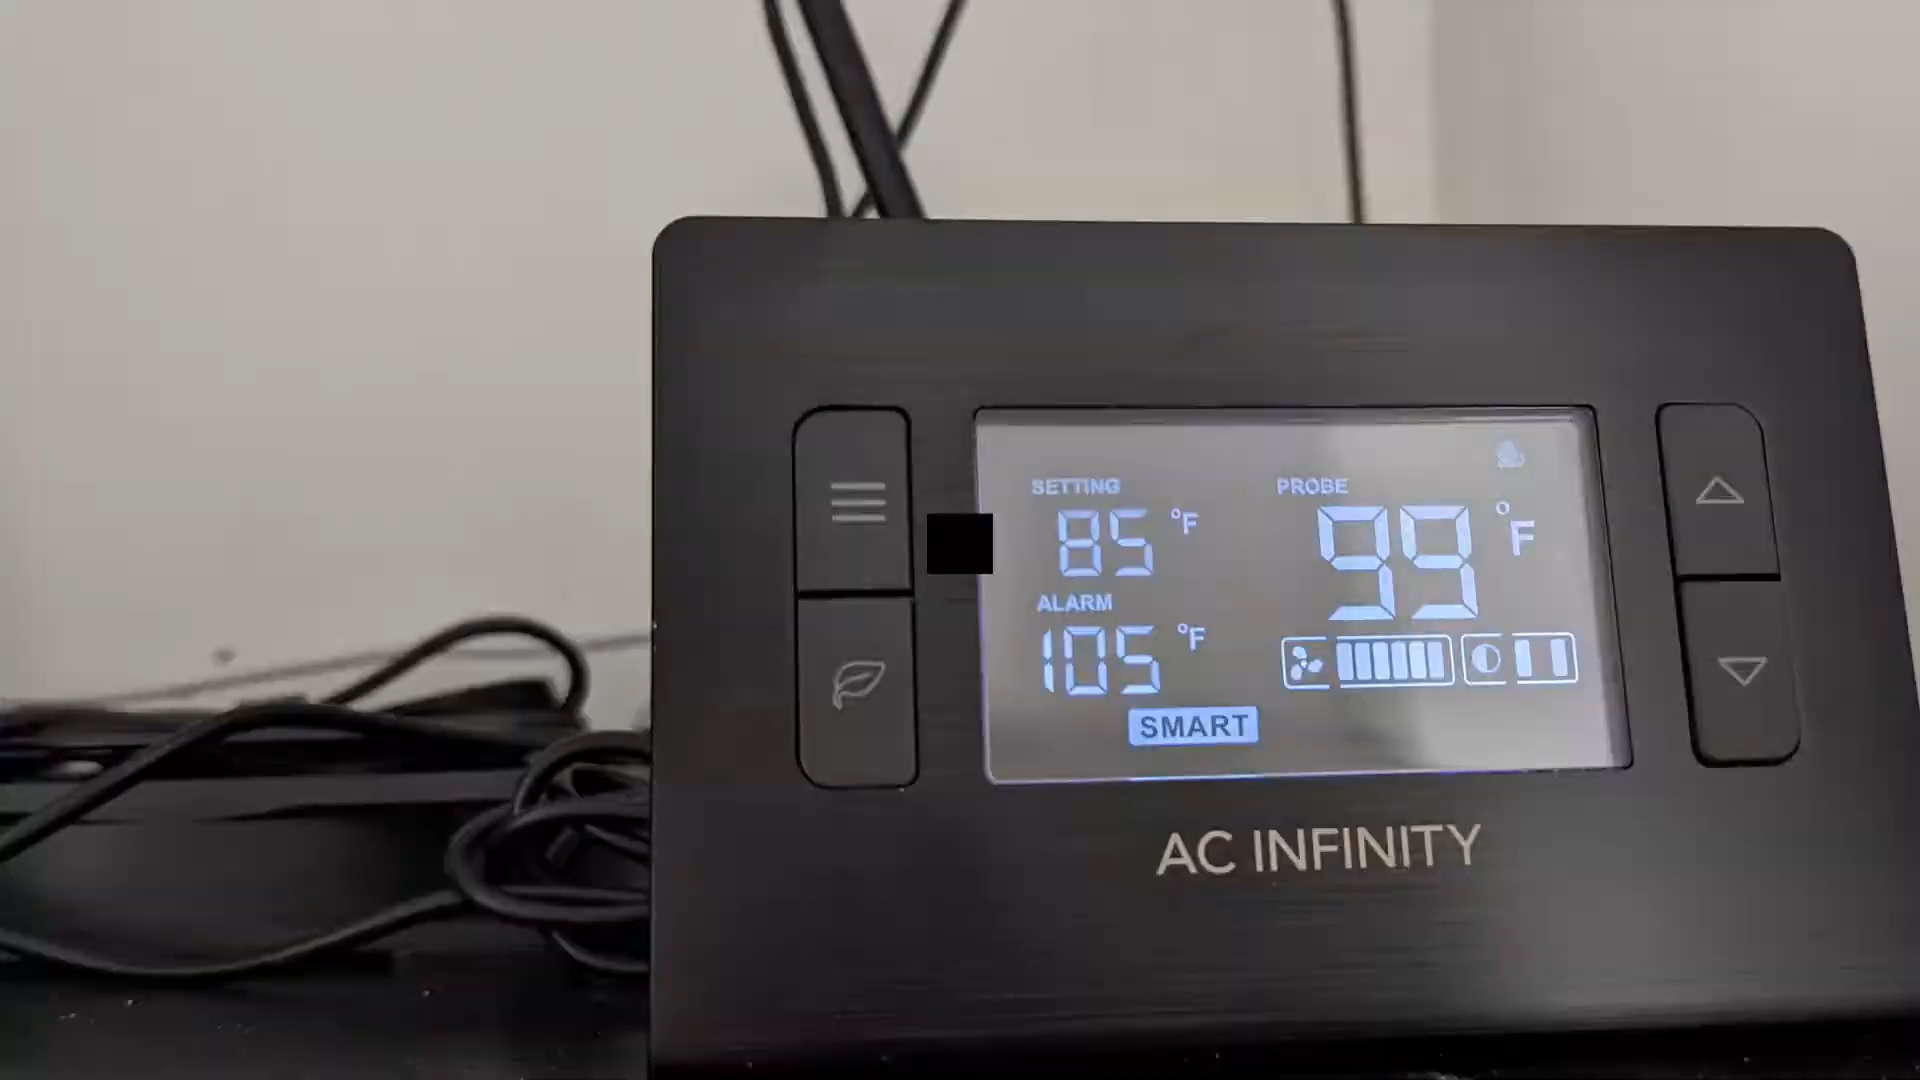 SETTING
85 °F
ALARM
105 °F
SMART
PROBE
99 °F
AC INFINITY